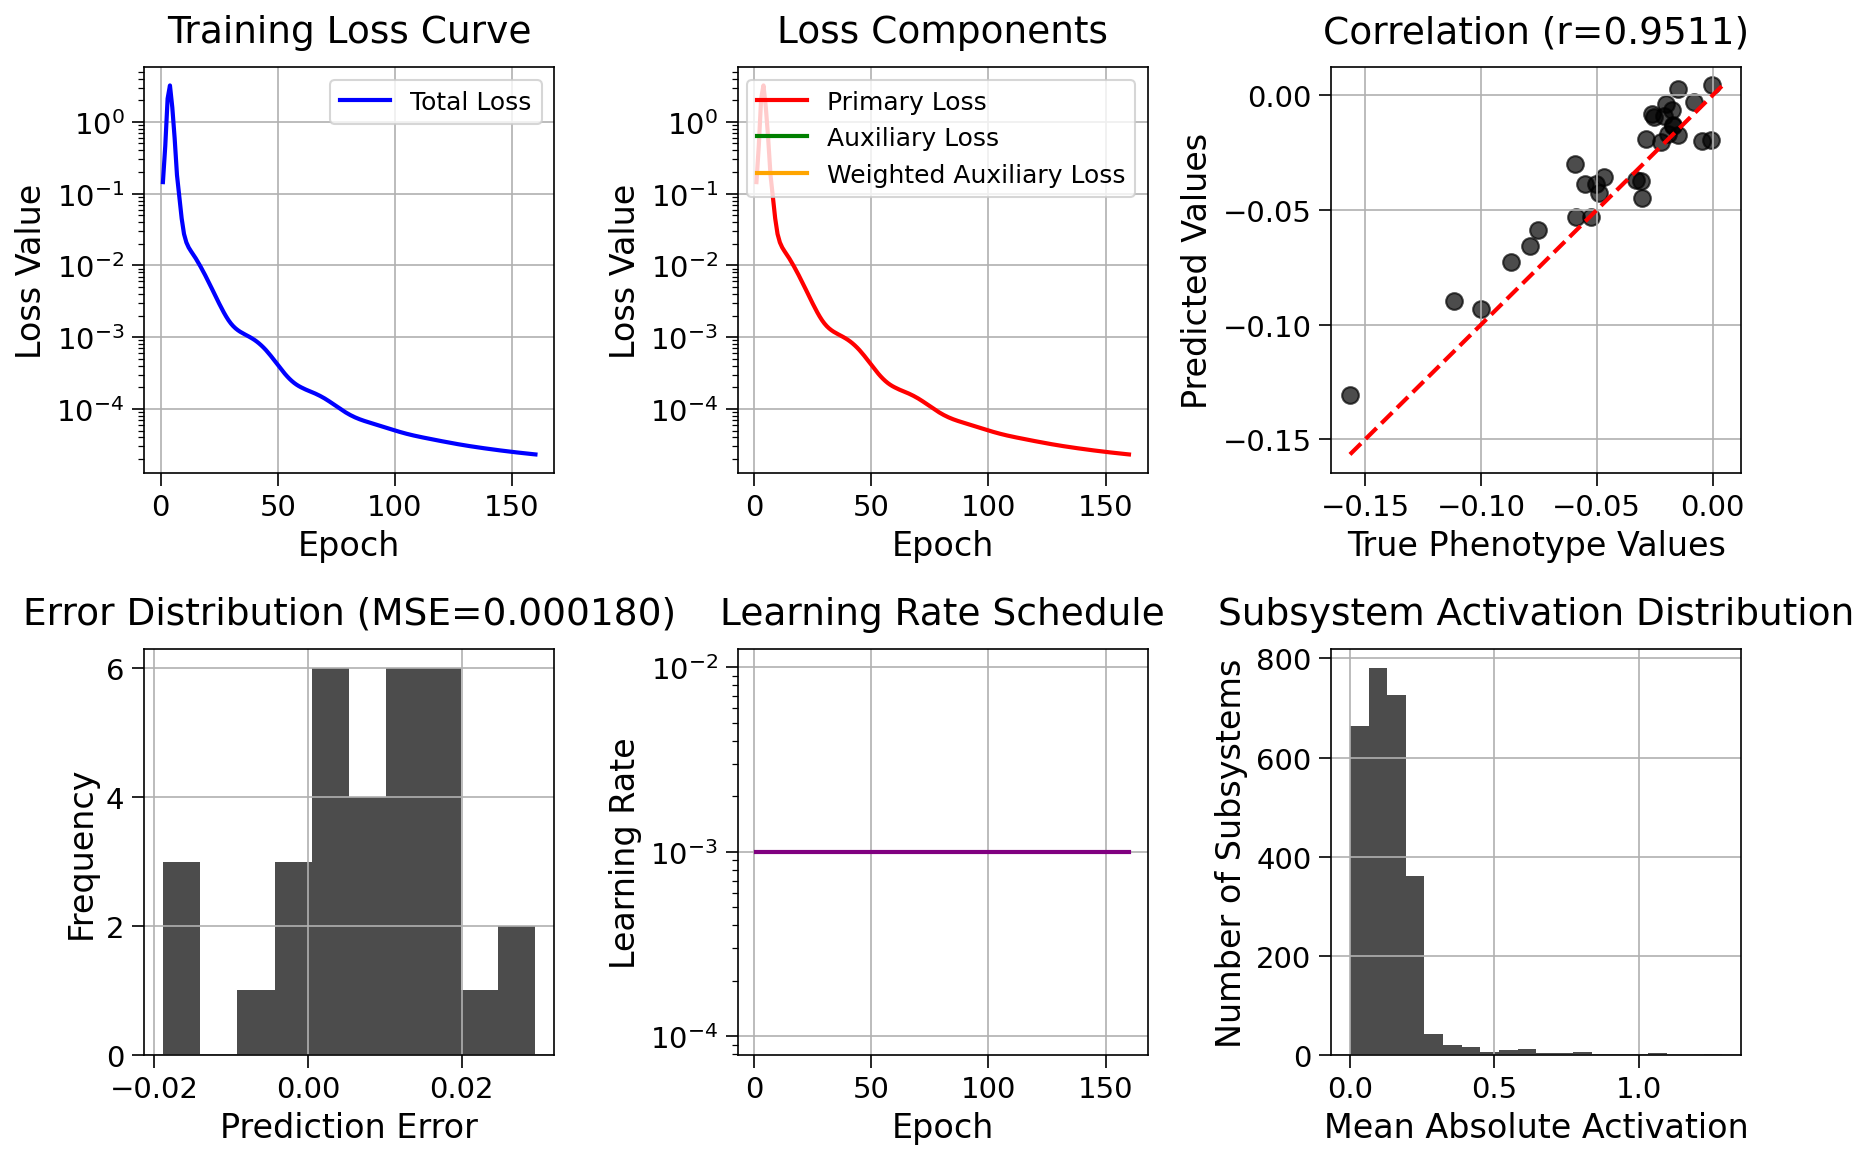 Training Loss Curve
Loss Value
10⁰
10⁻¹
10⁻²
10⁻³
10⁻⁴
Total Loss
0 50 100 150
Epoch
Loss Components
Loss Value
10⁰
10⁻¹
10⁻²
10⁻³
10⁻⁴
Primary Loss
Auxiliary Loss
Weighted Auxiliary Loss
0 50 100 150
Epoch
Correlation (r=0.9511)
Predicted Values
0.00
−0.05
−0.10
−0.15
−0.15 −0.10 −0.05 0.00
True Phenotype Values
Error Distribution (MSE=0.000180)
Frequency
6
4
2
0
−0.02 0.00 0.02
Prediction Error
Learning Rate Schedule
Learning Rate
10⁻²
10⁻³
10⁻⁴
0 50 100 150
Epoch
Subsystem Activation Distribution
Number of Subsystems
800
600
400
200
0
0.0 0.5 1.0
Mean Absolute Activation